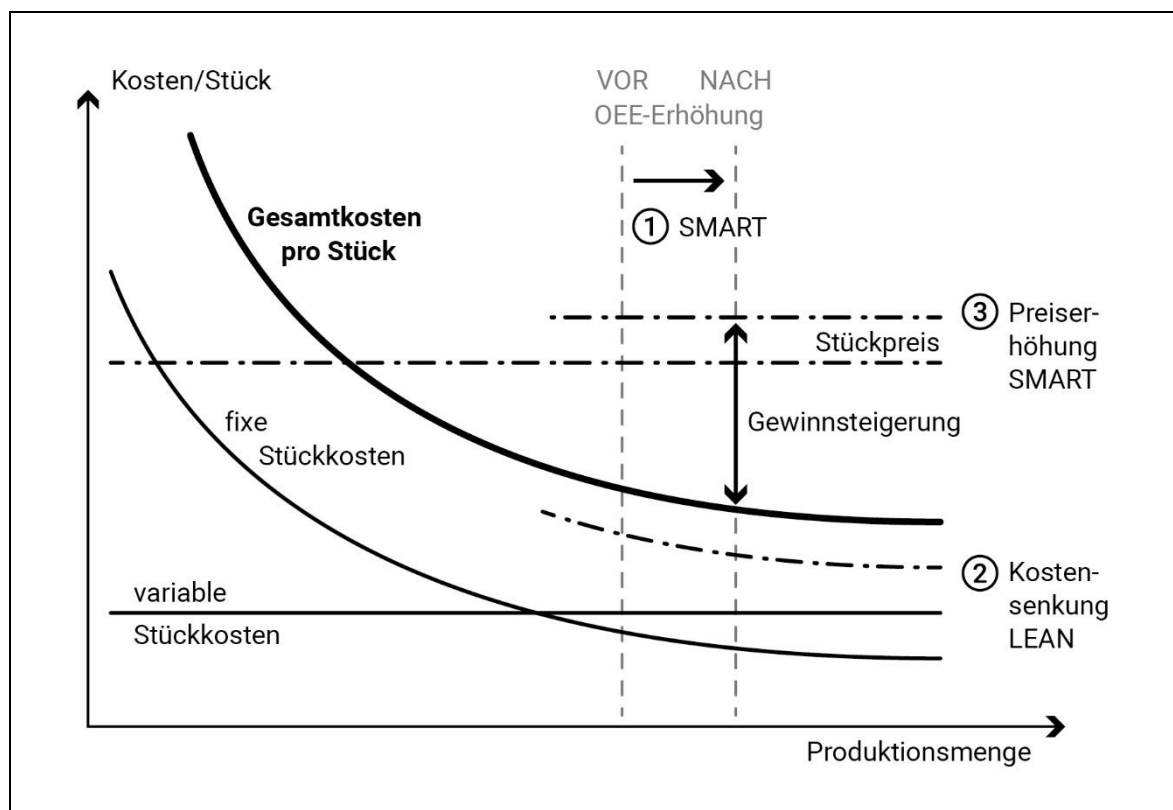 Kosten/Stück
VOR NACH
OEE-Erhöhung
① SMART
Gesamtkosten
pro Stück
③ Preiser-
höhung
SMART
Stückpreis
Gewinnsteigerung
fixe
Stückkosten
② Kosten-
senkung
LEAN
variable
Stückkosten
Produktionsmenge